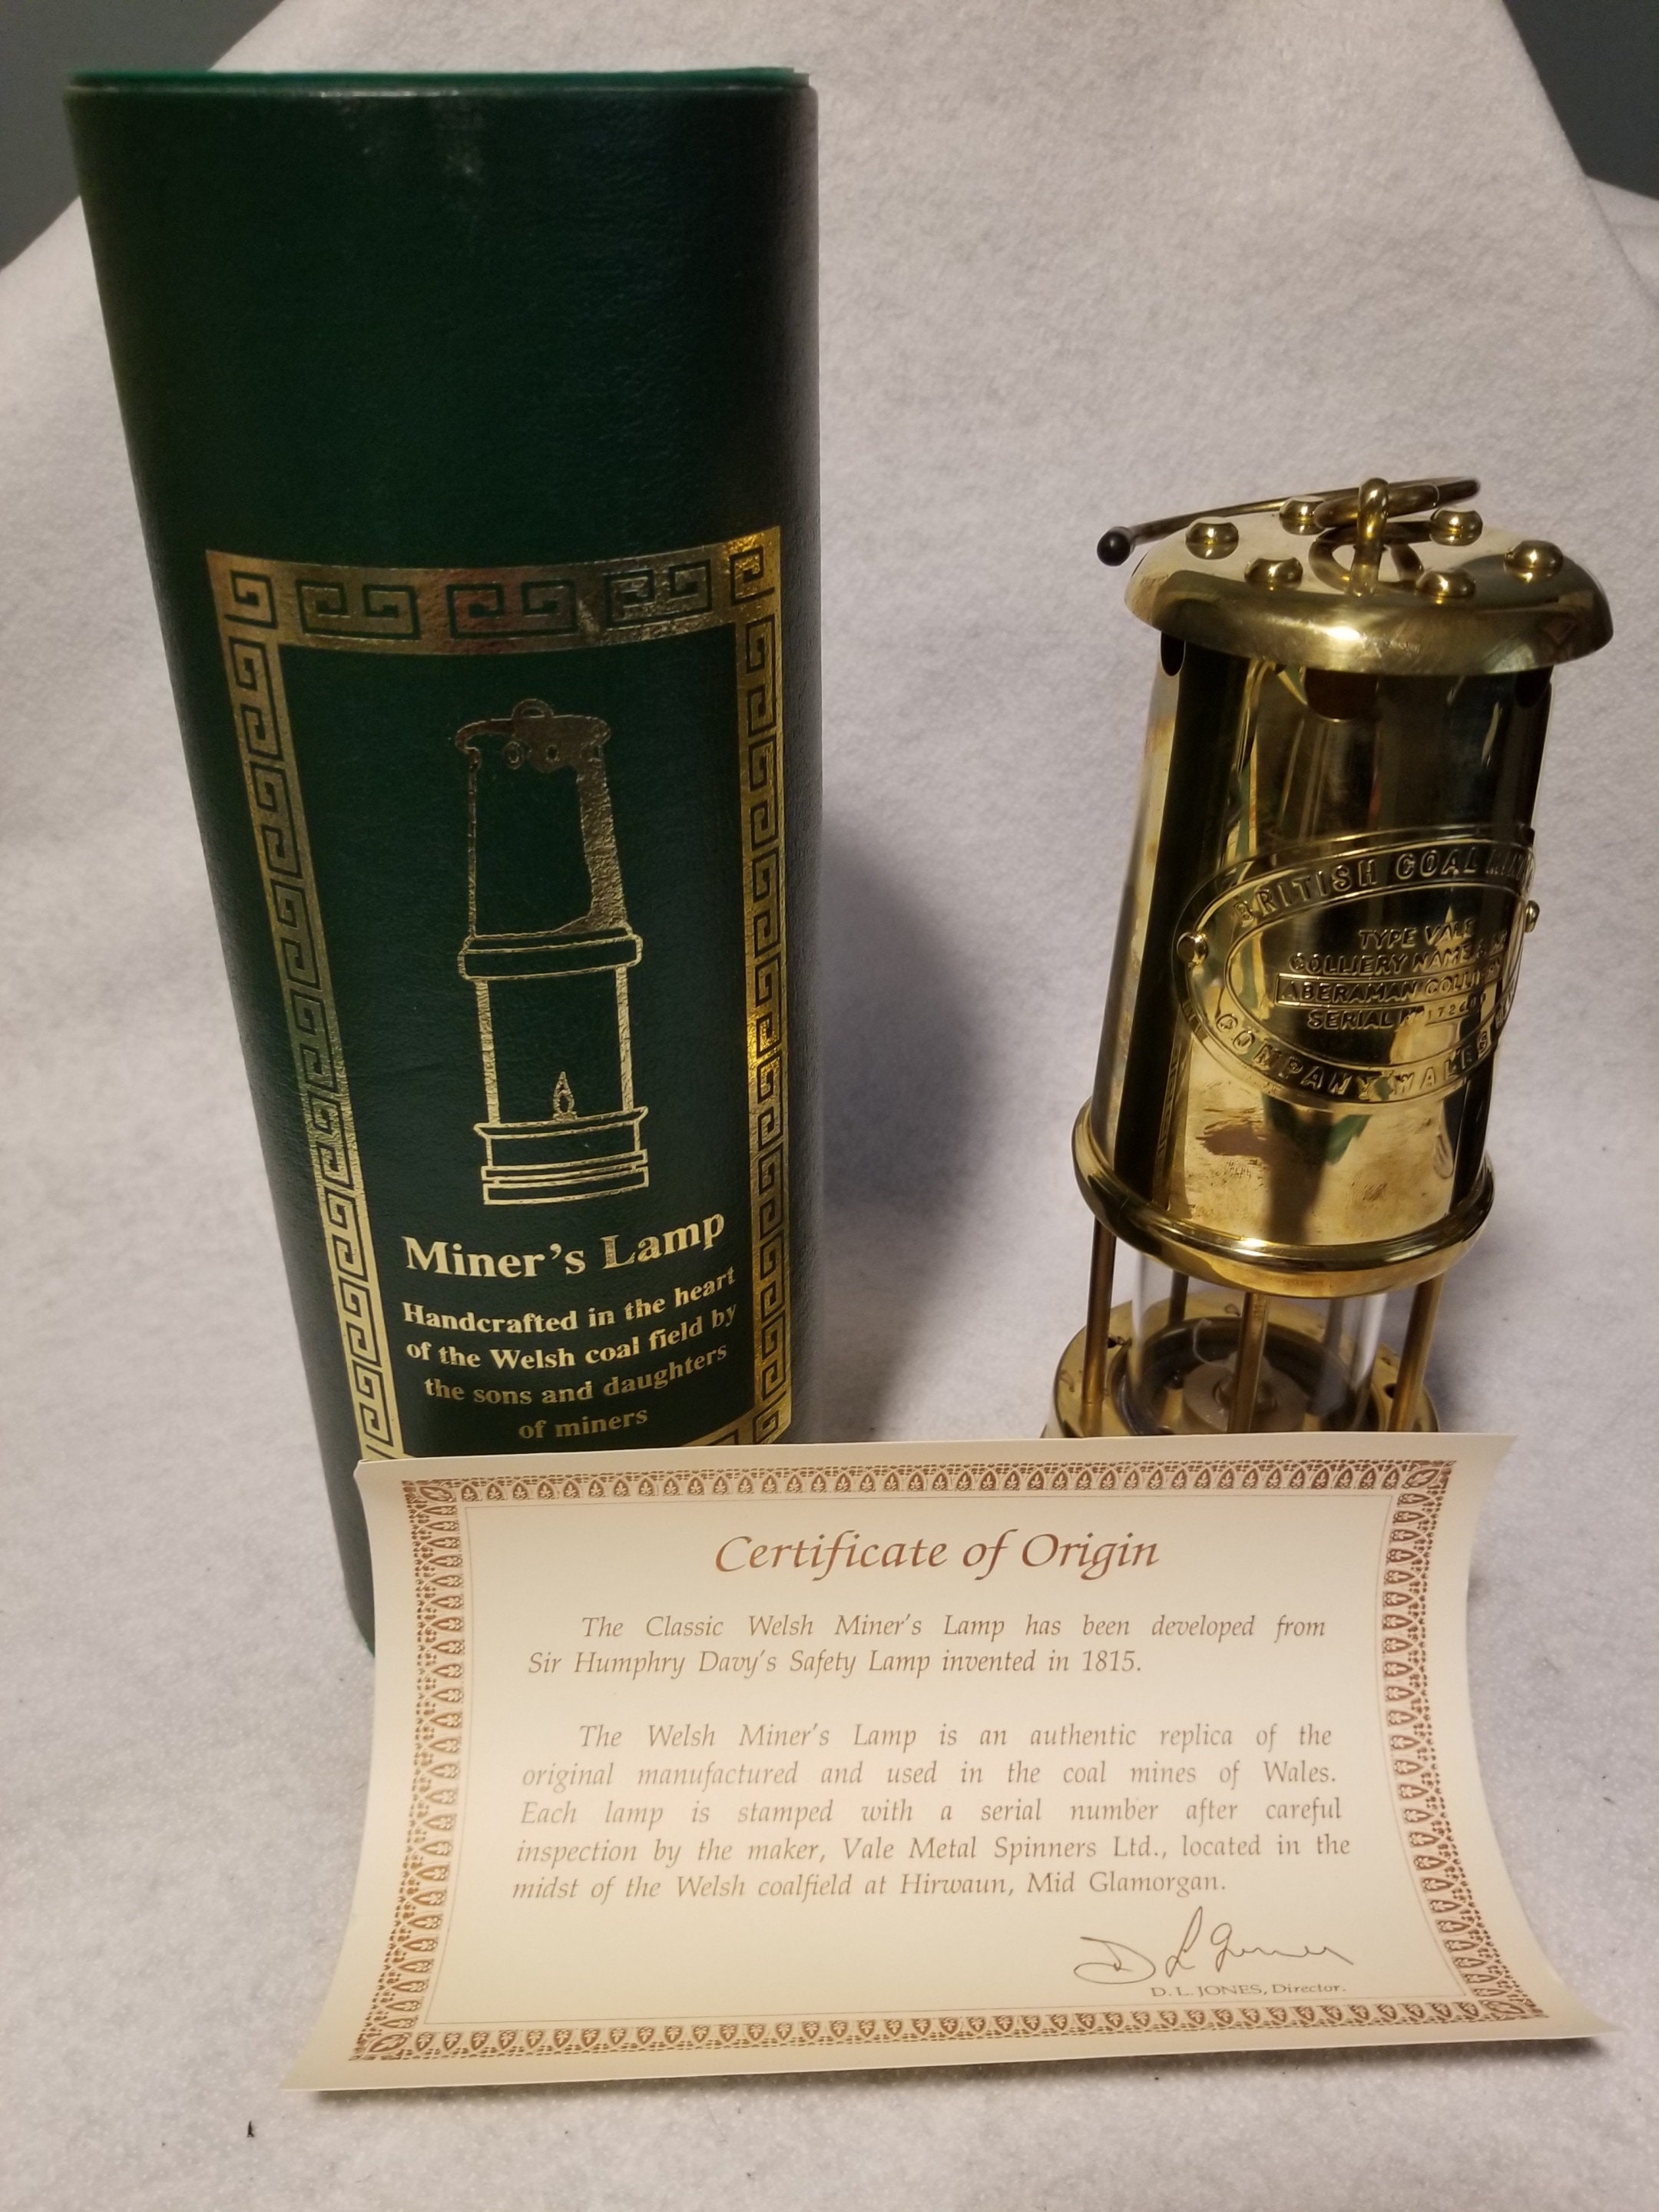 Miner's Lamp
Handcrafted in the heart
of the Welsh coal field by
the sons and daughters
of miners
BRITISH COAL
TYPE VALE
COLLIERY NAME
ABERAMAN
SERIAL
COMPANY WALES
Certificate of Origin
The Classic Welsh Miner's Lamp has been developed from
Sir Humphry Davy's Safety Lamp invented in 1815.
The Welsh Miner's Lamp is an authentic replica of the
original manufactured and used in the coal mines of Wales.
Each lamp is stamped with a serial number after careful
inspection by the maker, Vale Metal Spinners Ltd., located in the
midst of the Welsh coalfield at Hirwaun, Mid Glamorgan.
D L Jones
D. L. JONES, Director.